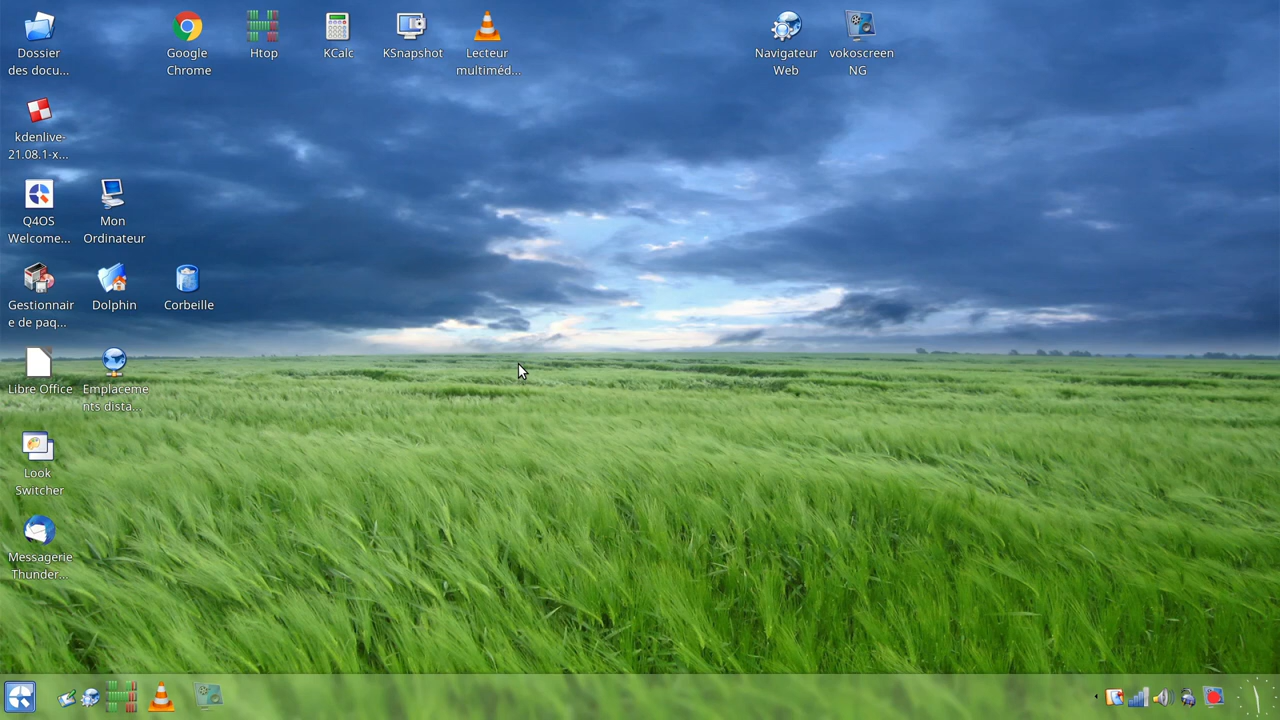 Dossier
des docu...
Google
Chrome
Htop
KCalc
KSnapshot
Lecteur
multiméd...
Navigateur
Web
vokoscreen
NG
kdenlive-
21.08.1-x...
Q4OS
Welcome...
Mon
Ordinateur
Gestionnair
e de paq...
Dolphin
Corbeille
Libre Office
Emplaceme
nts dista...
Look
Switcher
Messagerie
Thunder...